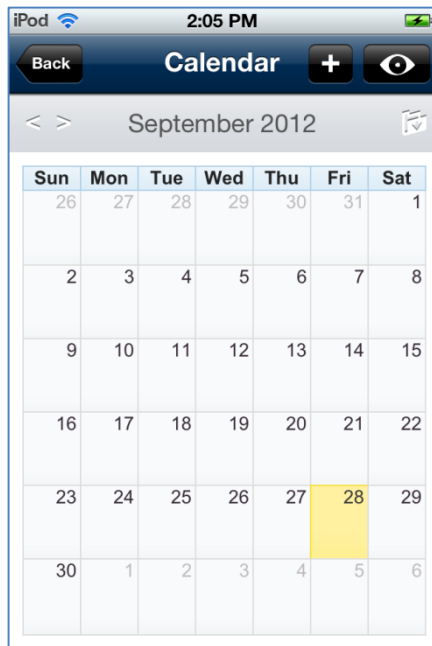 iPod 2:05 PM
Back Calendar +
< > September 2012
Sun Mon Tue Wed Thu Fri Sat
26 27 28 29 30 31 1
2 3 4 5 6 7 8
9 10 11 12 13 14 15
16 17 18 19 20 21 22
23 24 25 26 27 28 29
30 1 2 3 4 5 6